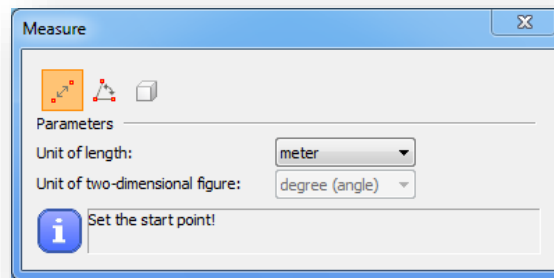 Measure
Parameters
Unit of length: meter
Unit of two-dimensional figure: degree (angle)
Set the start point!